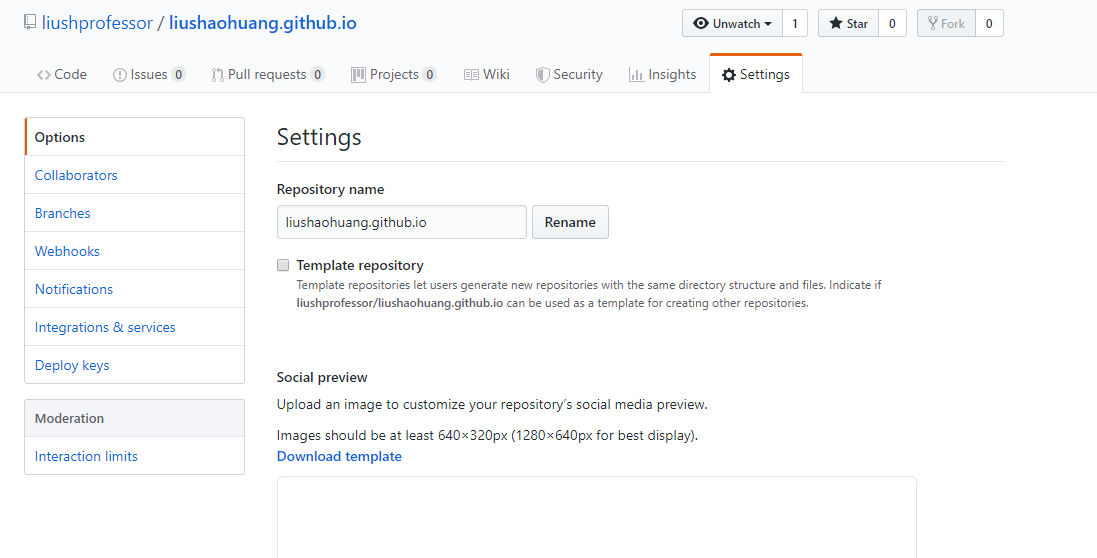 liushprofessor / liushaohuang.github.io
Unwatch 1 Star 0 Fork 0
Code Issues 0 Pull requests 0 Projects 0 Wiki Security Insights Settings
Options
Collaborators
Branches
Webhooks
Notifications
Integrations & services
Deploy keys
Moderation
Interaction limits
Settings
Repository name
liushaohuang.github.io Rename
Template repository
Template repositories let users generate new repositories with the same directory structure and files. Indicate if
liushprofessor/liushaohuang.github.io can be used as a template for creating other repositories.
Social preview
Upload an image to customize your repository’s social media preview.
Images should be at least 640×320px (1280×640px for best display).
Download template